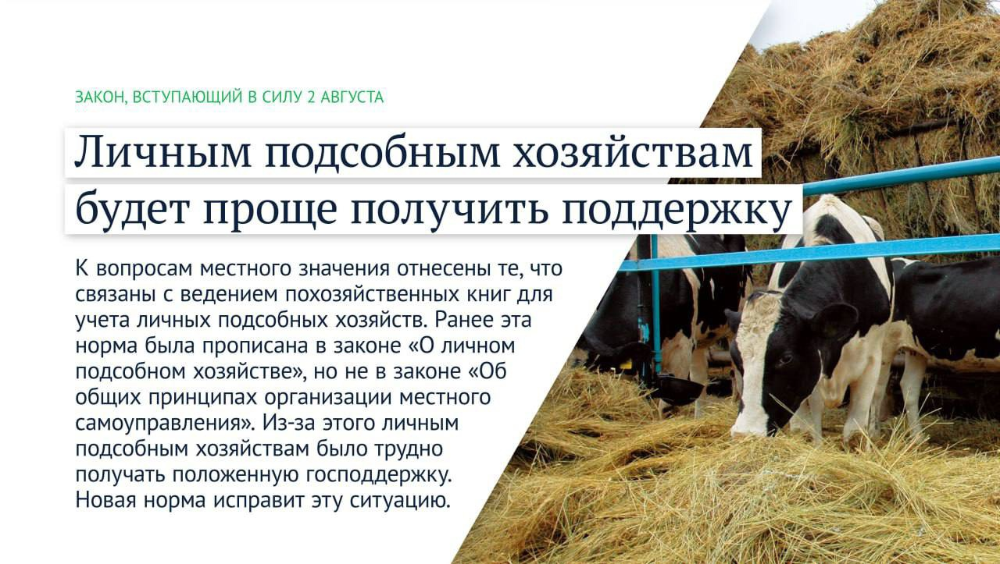 ЗАКОН, ВСТУПАЮЩИЙ В СИЛУ 2 АВГУСТА
Личным подсобным хозяйствам
будет проще получить поддержку
К вопросам местного значения отнесены те, что
связаны с ведением похозяйственных книг для
учета личных подсобных хозяйств. Ранее эта
норма была прописана в законе «О личном
подсобном хозяйстве», но не в законе «Об
общих принципах организации местного
самоуправления». Из-за этого личным
подсобным хозяйствам было трудно
получать положенную господдержку.
Новая норма исправит эту ситуацию.